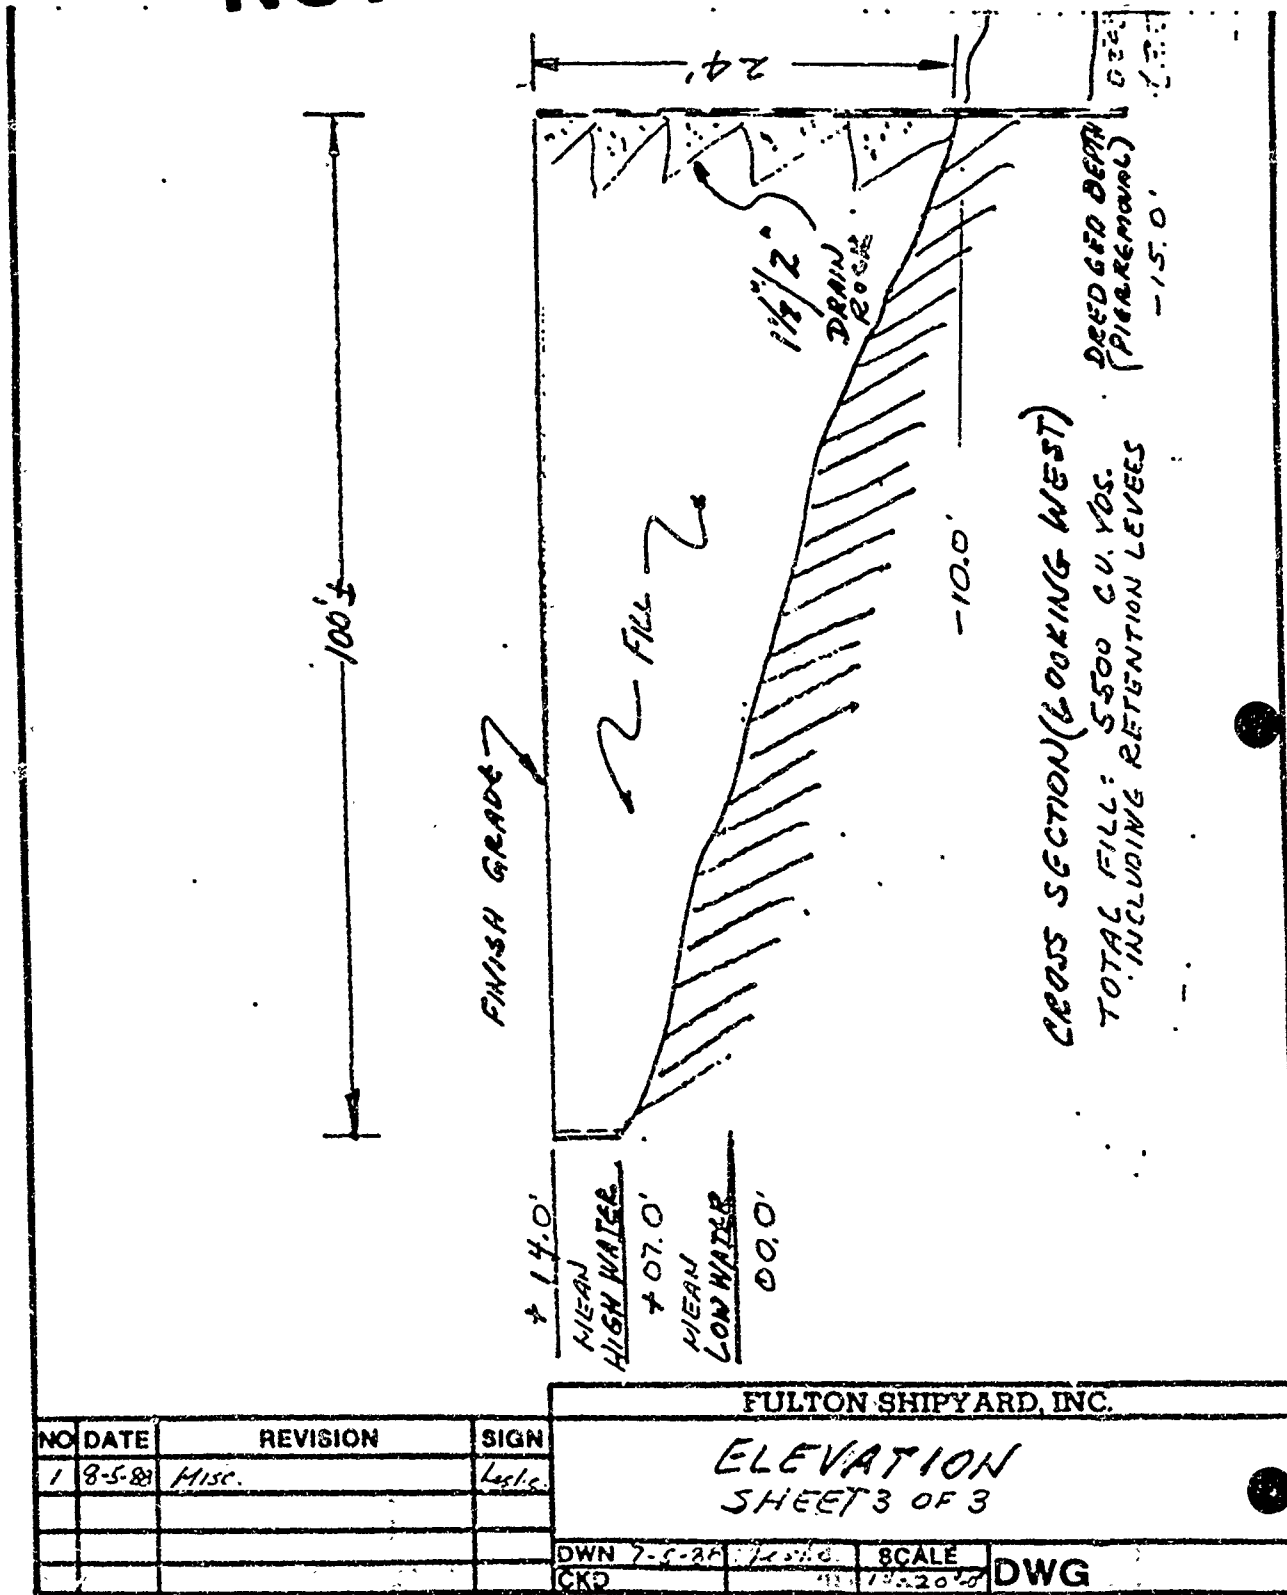 24'
100'±
1 1/2"
DRAIN
ROCK
FILL
FINISH GRADE
-10.0'
DREDGED DEPTH
(PIER REMOVAL)
-15.0'
CROSS SECTION (LOOKING WEST)
TOTAL FILL: 5500 CU. YDS.
INCLUDING RETENTION LEVEES
+14.0'
MEAN
HIGH WATER
+07.0'
MEAN
LOW WATER
00.0'
FULTON SHIPYARD, INC.
ELEVATION
SHEET 3 OF 3
NO DATE REVISION SIGN
1 8-5-88 MISC.
DWN SCALE
CKD
DWG